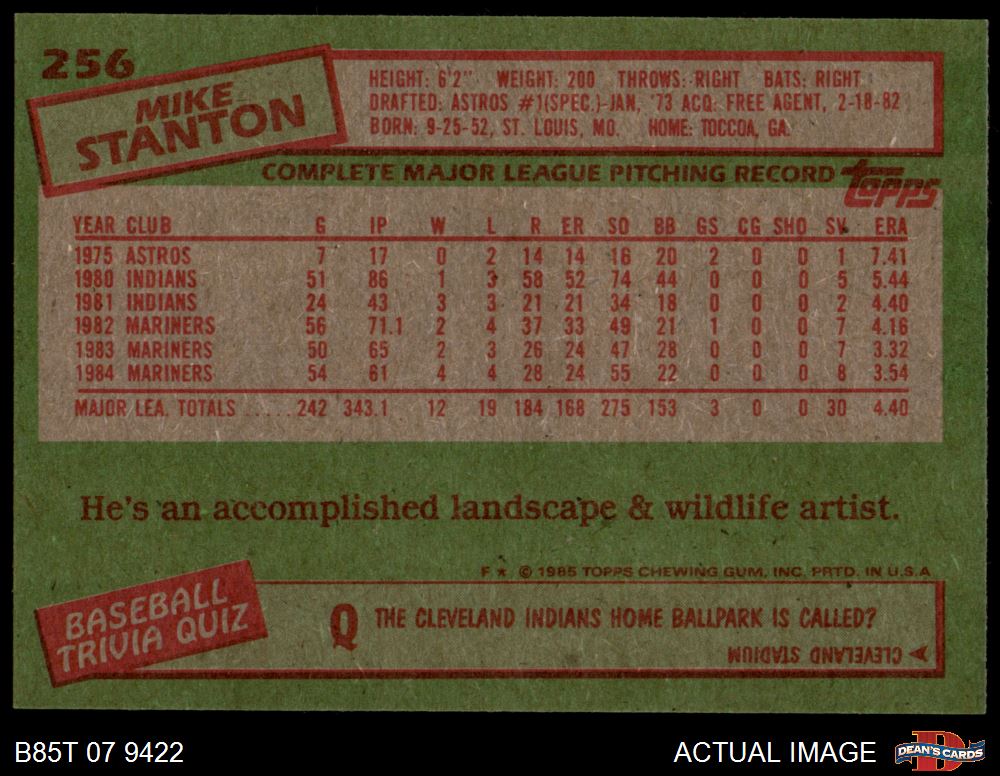 256
MIKE
STANTON
HEIGHT: 6'2" WEIGHT: 200 THROWS: RIGHT BATS: RIGHT
DRAFTED: ASTROS #1(SPEC.)-JAN, '73 ACQ: FREE AGENT, 2-18-82
BORN: 9-25-52, ST. LOUIS, MO. HOME: TOCCOA, GA.
COMPLETE MAJOR LEAGUE PITCHING RECORD
Topps
YEAR CLUB G IP W L R ER SO BB GS CG SHO SV ERA
1975 ASTROS 7 17 0 2 14 14 16 20 2 0 0 1 7.41
1980 INDIANS 51 86 1 3 58 52 74 44 0 0 0 5 5.44
1981 INDIANS 24 43 3 3 21 21 34 18 0 0 0 2 4.40
1982 MARINERS 56 71.1 2 4 37 33 49 21 1 0 0 7 4.16
1983 MARINERS 50 65 2 3 26 24 47 28 0 0 0 7 3.32
1984 MARINERS 54 61 4 4 28 24 55 22 0 0 0 8 3.54
MAJOR LEA. TOTALS ..... 242 343.1 12 19 184 168 275 153 3 0 0 30 4.40
He's an accomplished landscape & wildlife artist.
F * © 1985 TOPPS CHEWING GUM, INC. PRTD. IN U.S.A
BASEBALL
TRIVIA QUIZ
Q THE CLEVELAND INDIANS HOME BALLPARK IS CALLED?
CLEVELAND STADIUM
B85T 07 9422
ACTUAL IMAGE
DEAN'S CARDS